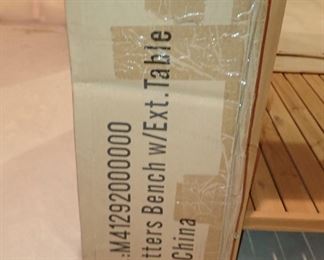 :M41292000000
tters Bench w/Ext.Table
China